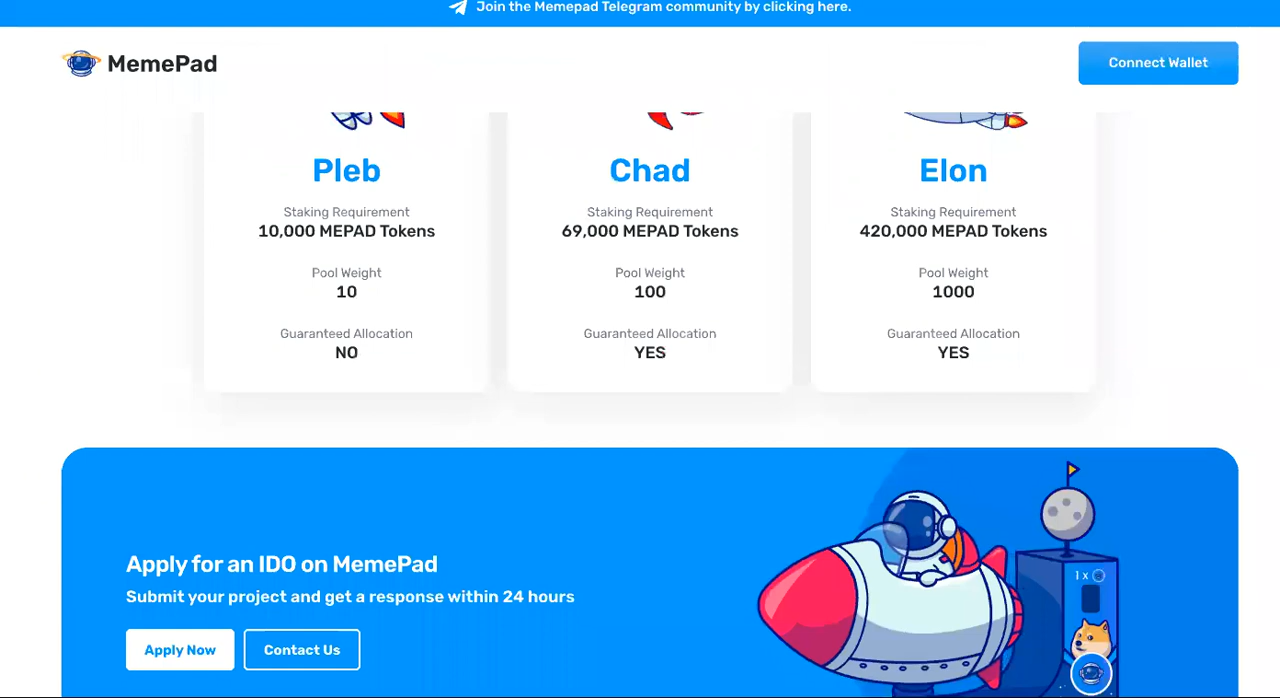 Join the Memepad Telegram community by clicking here.
MemePad
Connect Wallet
Pleb
Staking Requirement
10,000 MEPAD Tokens
Pool Weight
10
Guaranteed Allocation
NO
Chad
Staking Requirement
69,000 MEPAD Tokens
Pool Weight
100
Guaranteed Allocation
YES
Elon
Staking Requirement
420,000 MEPAD Tokens
Pool Weight
1000
Guaranteed Allocation
YES
Apply for an IDO on MemePad
Submit your project and get a response within 24 hours
Apply Now
Contact Us
1 x